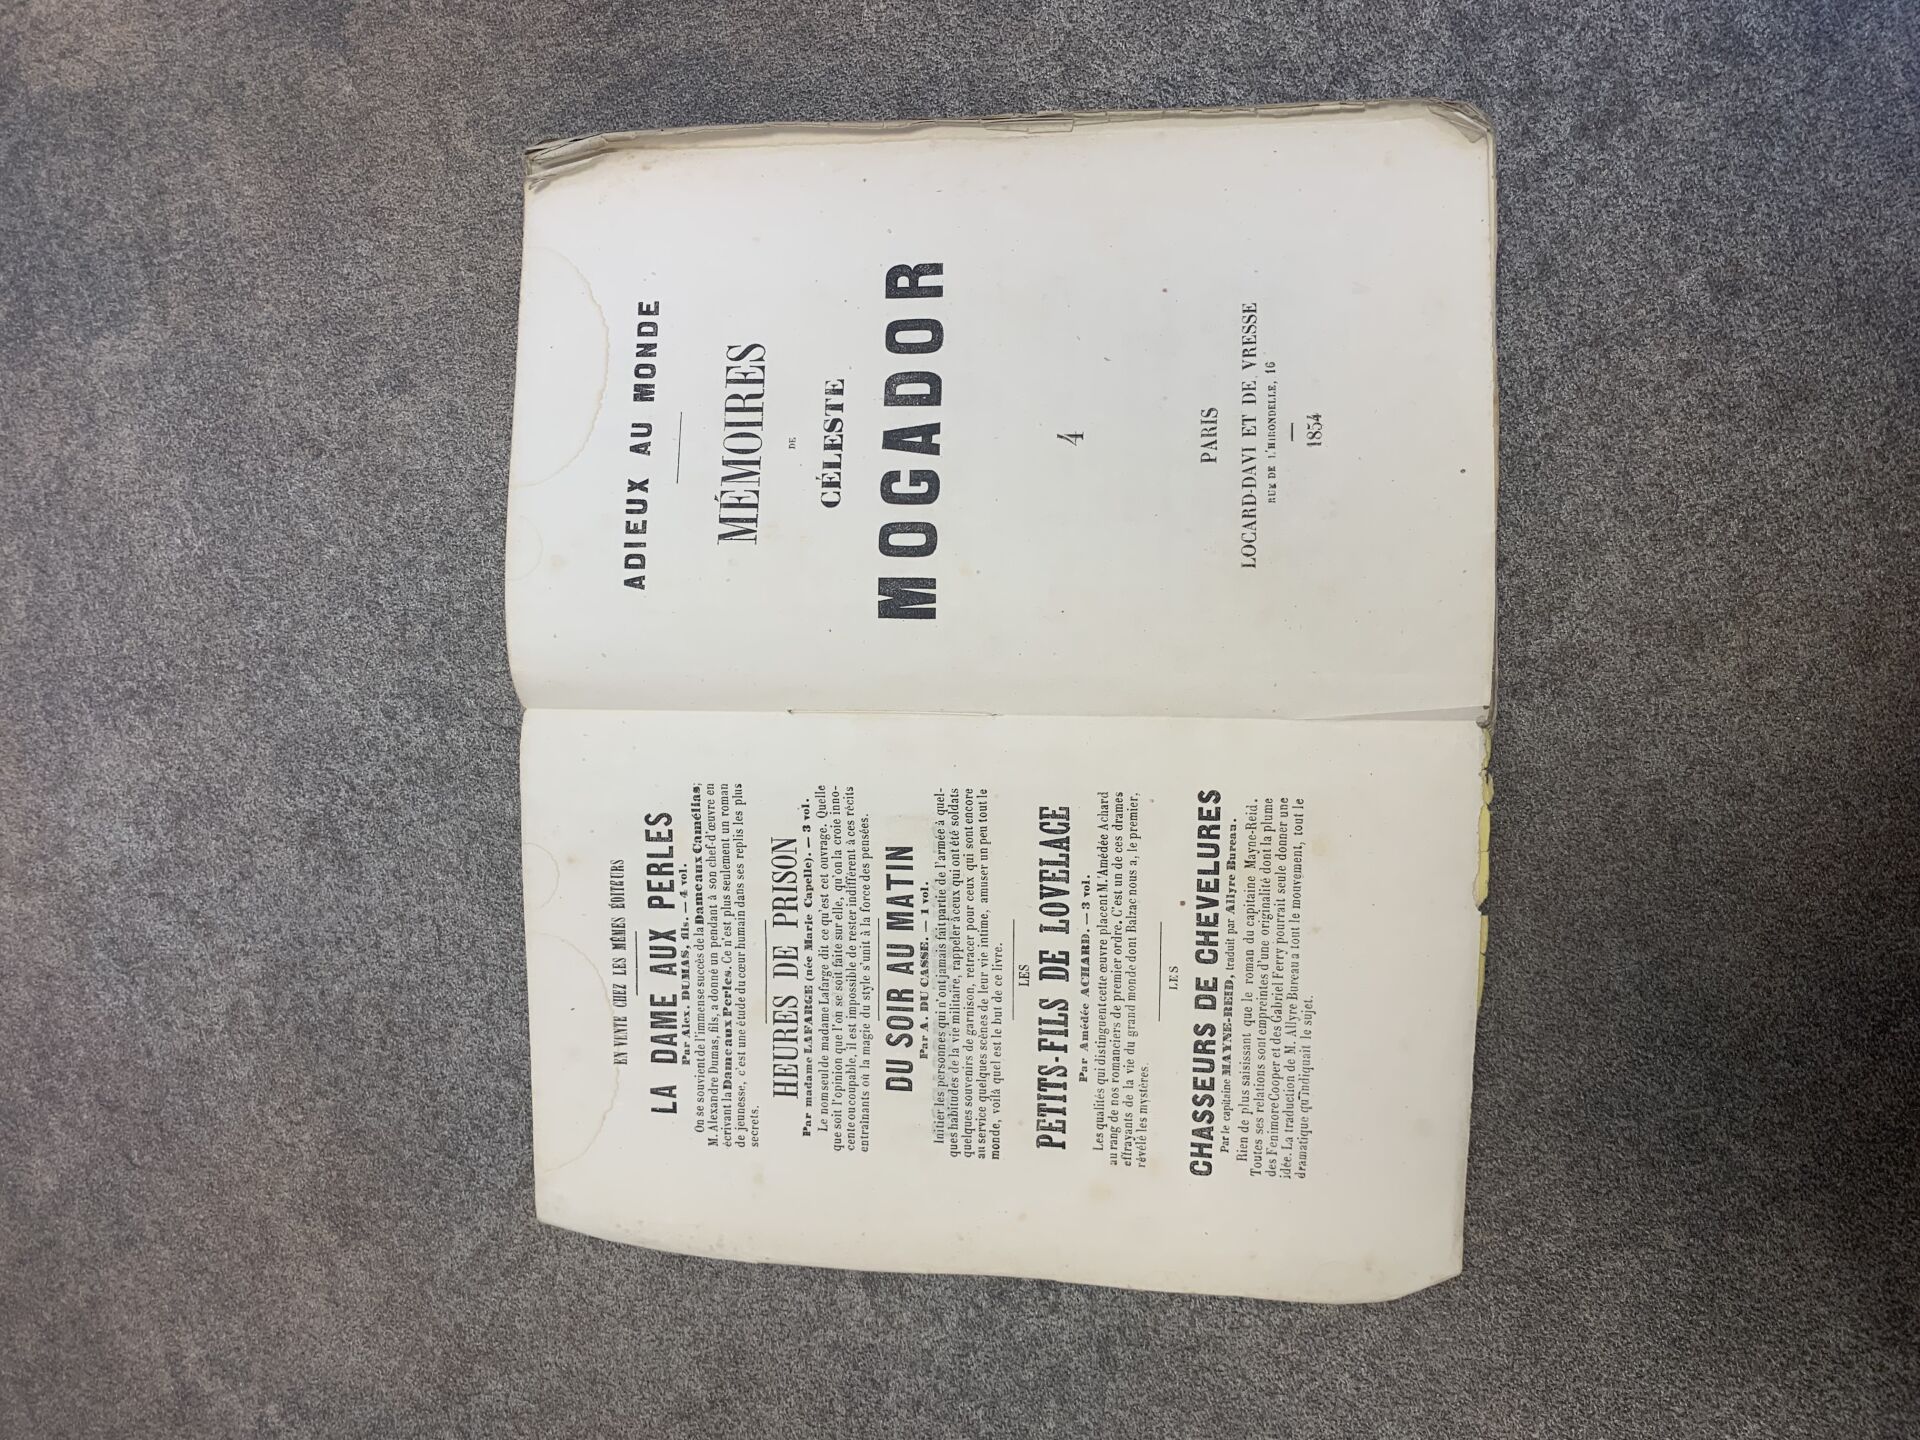 EN VENTE CHEZ LES MÊMES ÉDITEURS
LA DAME AUX PERLES
Par Alex. DUMAS, fils. — 4 vol.
On se souvient de l'immense succès de la Dame aux Camélias;
M. Alexandre Dumas, fils, a donné un pendant à son chef-d'œuvre en
écrivant la Dame aux Perles. Ce n'est plus seulement un roman
de jeunesse, c'est une étude du cœur humain dans ses replis les plus
secrets.
HEURES DE PRISON
Par madame LAFARGE (née Marie Capelle). — 3 vol.
Le nom seul de madame Lafarge dit ce qu'est cet ouvrage. Quelle
que soit l'opinion que l'on se soit faite sur elle, qu'on la croie inno-
cente ou coupable, il est impossible de rester indifférent à ces récits
entrainants où la magie du style s'unit à la force des pensées.
DU SOIR AU MATIN
Par A. DU CASSE. — 1 vol.
Initier les personnes qui n'ont jamais fait partie de l'armée à quel-
ques habitudes de la vie militaire, rappeler à ceux qui ont été soldats
quelques souvenirs de garnison, retracer pour ceux qui sont encore
au service quelques scènes de leur vie intime, amuser un peu tout le
monde, voilà quel est le but de ce livre.
LES
PETITS-FILS DE LOVELACE
Par Amédée ACHARD. — 3 vol.
Les qualités qui distinguent cette œuvre placent M. Amédée Achard
au rang de nos romanciers de premier ordre. C'est un de ces drames
effrayants de la vie du grand monde dont Balzac nous a, le premier,
révélé les mystères.
LES
CHASSEURS DE CHEVELURES
Par le capitaine MAYNE-REID, traduit par Allyre Bureau.
Rien de plus saisissant que le roman du capitaine Mayne-Reid.
Toutes ses relations sont empreintes d'une originalité dont la plume
des Fenimore Cooper et des Gabriel Ferry pourrait seule donner une
idée. La traduction de M. Allyre Bureau a tout le mouvement, tout le
dramatique qu'indiquait le sujet.
ADIEUX AU MONDE
MÉMOIRES
DE
CÉLESTE
MOGADOR
4
PARIS
LOCARD-DAVI ET DE VRESSE
RUE DE L'HIRONDELLE, 16
1854